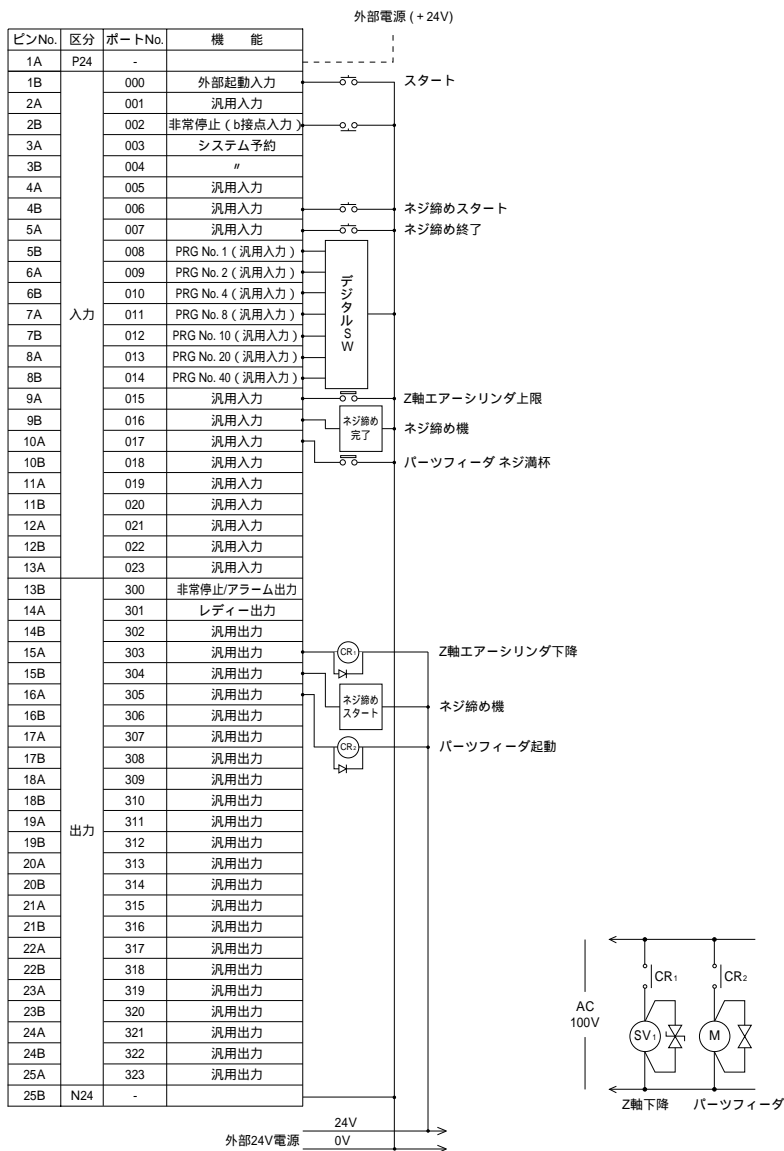 外部電源 (+24V)
ピンNo. 区分 ポートNo. 機 能
1A P24 -
1B 000 外部起動入力 スタート
2A 001 汎用入力
2B 002 非常停止(b接点入力)
3A 003 システム予約
3B 004 〃
4A 005 汎用入力
4B 006 汎用入力 ネジ締めスタート
5A 007 汎用入力 ネジ締め終了
5B 008 PRG No. 1(汎用入力)
6A 009 PRG No. 2(汎用入力)
6B 010 PRG No. 4(汎用入力)
7A 入力 011 PRG No. 8(汎用入力) デジタルSW
7B 012 PRG No. 10(汎用入力)
8A 013 PRG No. 20(汎用入力)
8B 014 PRG No. 40(汎用入力)
9A 015 汎用入力 Z軸エアーシリンダ上限
9B 016 汎用入力 ネジ締め完了 ネジ締め機
10A 017 汎用入力
10B 018 汎用入力 パーツフィーダ ネジ満杯
11A 019 汎用入力
11B 020 汎用入力
12A 021 汎用入力
12B 022 汎用入力
13A 023 汎用入力
13B 300 非常停止/アラーム出力
14A 301 レディー出力
14B 302 汎用出力
15A 303 汎用出力 CR1 Z軸エアーシリンダ下降
15B 304 汎用出力
16A 305 汎用出力 ネジ締めスタート ネジ締め機
16B 306 汎用出力
17A 307 汎用出力
17B 308 汎用出力 CR2 パーツフィーダ起動
18A 309 汎用出力
18B 310 汎用出力
19A 311 汎用出力
19B 出力 312 汎用出力
20A 313 汎用出力
20B 314 汎用出力
21A 315 汎用出力
21B 316 汎用出力
22A 317 汎用出力
22B 318 汎用出力
23A 319 汎用出力
23B 320 汎用出力
24A 321 汎用出力
24B 322 汎用出力
25A 323 汎用出力
25B N24 -
外部24V電源 24V
0V
AC
100V
CR1 CR2
SV1 M
Z軸下降 パーツフィーダ